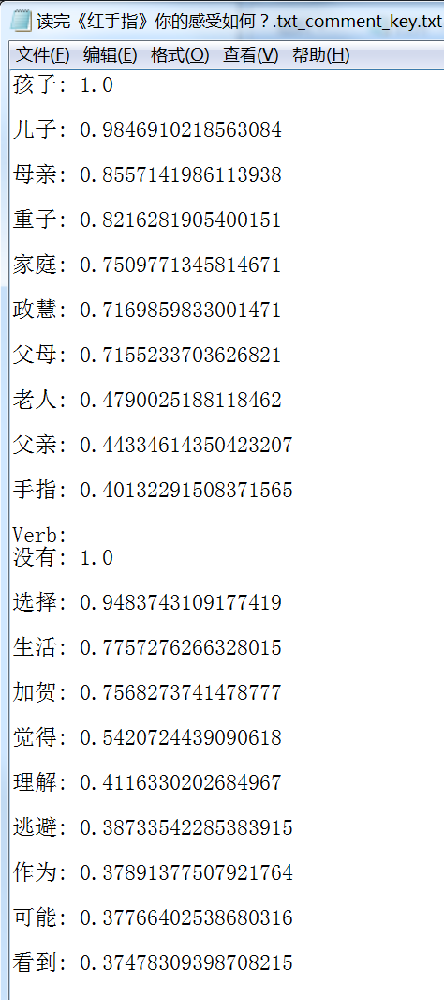 读完《红手指》你的感受如何？.txt_comment_key.txt
文件(F) 编辑(E) 格式(O) 查看(V) 帮助(H)
孩子: 1.0
儿子: 0.9846910218563084
母亲: 0.8557141986113938
重子: 0.8216281905400151
家庭: 0.7509771345814671
政慧: 0.7169859833001471
父母: 0.7155233703626821
老人: 0.4790025188118462
父亲: 0.44334614350423207
手指: 0.40132291508371565
Verb:
没有: 1.0
选择: 0.9483743109177419
生活: 0.7757276266328015
加贺: 0.7568273741478777
觉得: 0.5420724439090618
理解: 0.4116330202684967
逃避: 0.38733542285383915
作为: 0.37891377507921764
可能: 0.37766402538680316
看到: 0.37478309398708215